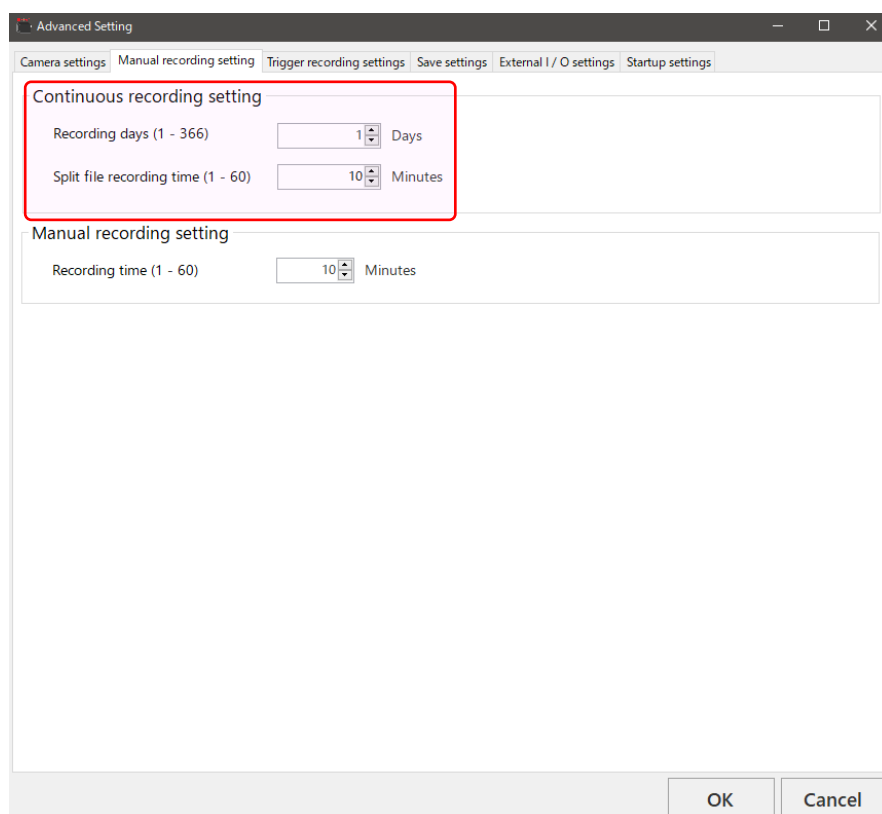 Advanced Setting
Camera settings Manual recording setting Trigger recording settings Save settings External I / O settings Startup settings
Continuous recording setting
Recording days (1 - 366) 1 Days
Split file recording time (1 - 60) 10 Minutes
Manual recording setting
Recording time (1 - 60) 10 Minutes
OK Cancel